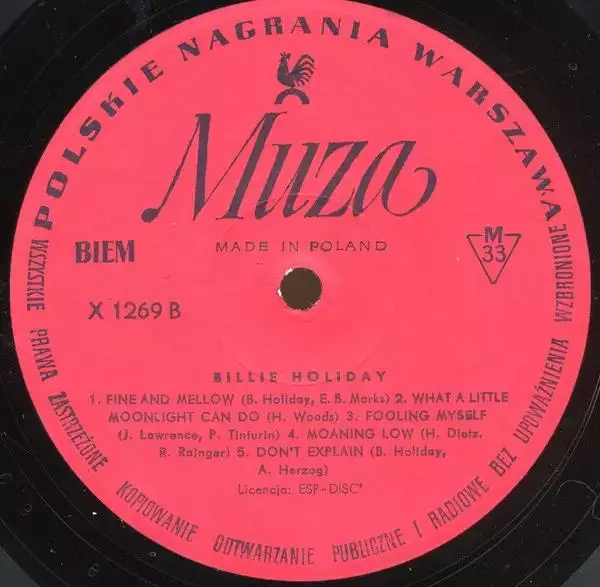 POLSKIE NAGRANIA WARSZAWA
Muza
MADE IN POLAND
BIEM
M
33
X 1269 B
BILLIE HOLIDAY
1. FINE AND MELLOW (B. Holiday, E. B. Marks) 2. WHAT A LITTLE
MOONLIGHT CAN DO (H. Woods) 3. FOOLING MYSELF
(J. Lawrence, P. Tinturin) 4. MOANING LOW (H. Dietz,
R. Rainger) 5. DON'T EXPLAIN (B. Holiday,
A. Herzog)
Licencja: ESP-DISC*
WSZYSTKIE PRAWA ZASTRZEŻONE KOPIOWANIE ODTWARZANIE PUBLICZNE I RADIOWE BEZ UPOWAŻNIENIA WZBRONIONE